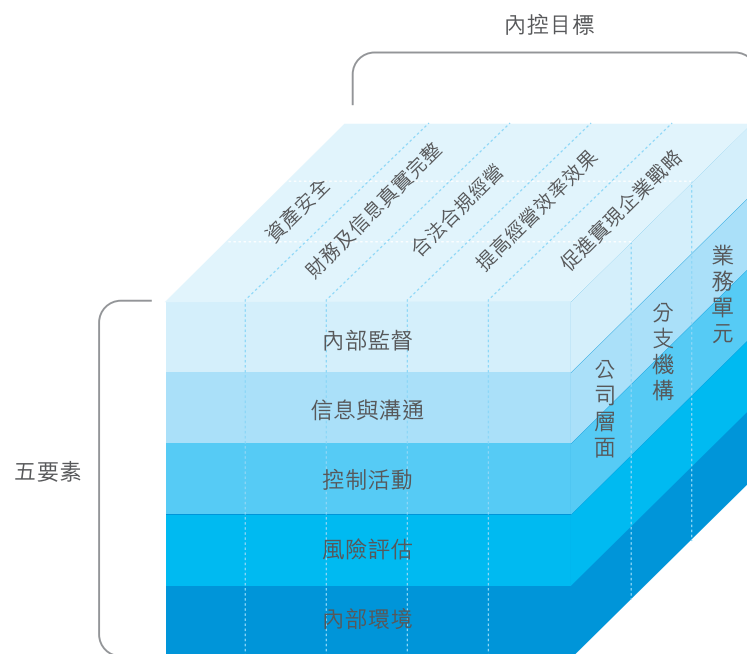 內控目標
資產安全
財務及信息真實完整
合法合規經營
提高經營效率效果
促進實現企業戰略
內部監督
信息與溝通
控制活動
風險評估
內部環境
五要素
公司層面
分支機構
業務單元